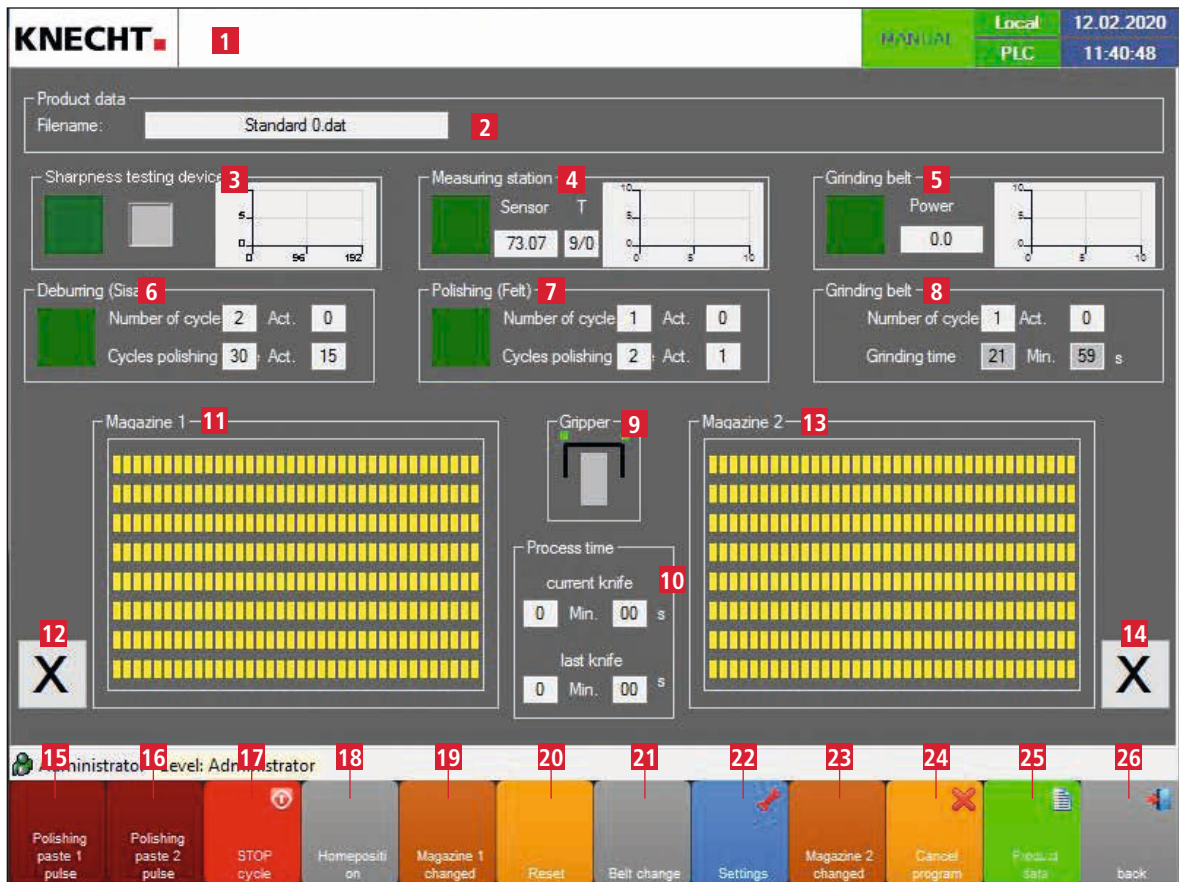 KNECHT
1
MANUAL
Local
PLC
12.02.2020
11:40:48
Product data
Filename: Standard 0.dat 2
Sharpness testing device 3
5
0
0 96 192
Measuring station 4
Sensor T
73.07 9/0
10
5
0
0 5 10
Grinding belt 5
Power
0.0
10
5
0
0 5 10
Deburring (Sisa 6
Number of cycle 2 Act. 0
Cycles polishing 30 Act. 15
Polishing (Felt) 7
Number of cycle 1 Act. 0
Cycles polishing 2 Act. 1
Grinding belt 8
Number of cycle 1 Act. 0
Grinding time 21 Min. 59 s
Magazine 1 11
Gripper 9
Magazine 2 13
Process time
current knife 10
0 Min. 00 s
last knife
0 Min. 00 s
12
X
14
X
15 16 17 18 19 20 21 22 23 24 25 26
Administrator Level: Administrator
Polishing
paste 1
pulse
Polishing
paste 2
pulse
STOP
cycle
Homepositi
on
Magazine 1
changed
Reset
Belt change
Settings
Magazine 2
changed
Cancel
program
Product
data
back